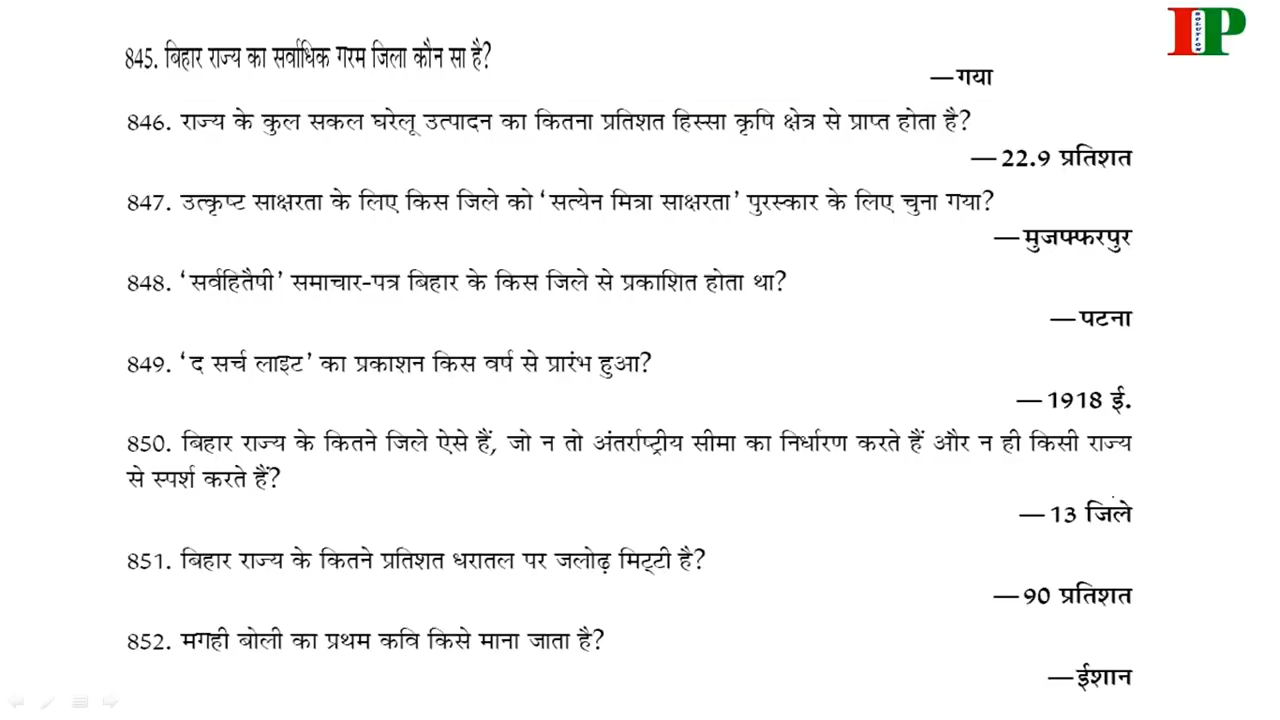 IP
SOLUTION
845. बिहार राज्य का सर्वाधिक गरम जिला कौन सा है?
—गया
846. राज्य के कुल सकल घरेलू उत्पादन का कितना प्रतिशत हिस्सा कृषि क्षेत्र से प्राप्त होता है?
—22.9 प्रतिशत
847. उत्कृष्ट साक्षरता के लिए किस जिले को ‘सत्येन मित्रा साक्षरता’ पुरस्कार के लिए चुना गया?
—मुजफ्फरपुर
848. ‘सर्वहितैषी’ समाचार-पत्र बिहार के किस जिले से प्रकाशित होता था?
—पटना
849. ‘द सर्च लाइट’ का प्रकाशन किस वर्ष से प्रारंभ हुआ?
—1918 ई.
850. बिहार राज्य के कितने जिले ऐसे हैं, जो न तो अंतर्राष्ट्रीय सीमा का निर्धारण करते हैं और न ही किसी राज्य
से स्पर्श करते हैं?
—13 जिले
851. बिहार राज्य के कितने प्रतिशत धरातल पर जलोढ़ मिट्टी है?
—90 प्रतिशत
852. मगही बोली का प्रथम कवि किसे माना जाता है?
—ईशान